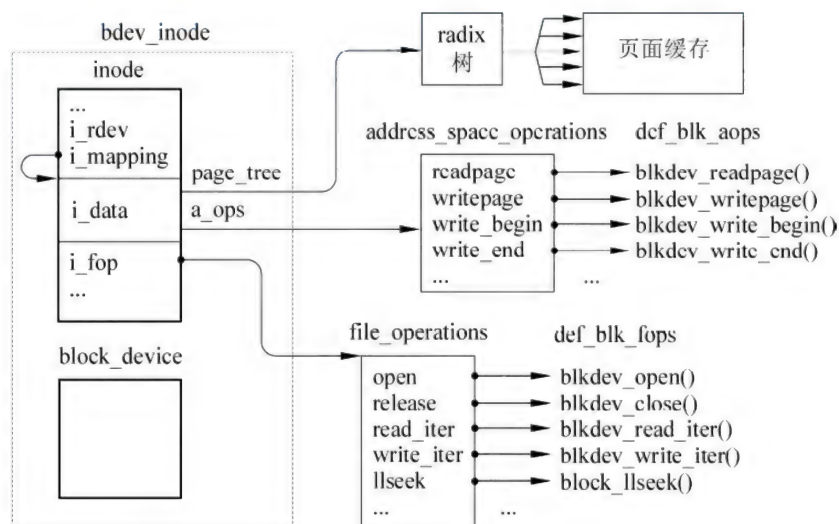 bdev_inode
inode
...
i_rdev
i_mapping
i_data
i_fop
...
block_device
page_tree
a_ops
radix
树
页面缓存
address_space_operations
def_blk_aops
readpage
blkdev_readpage()
writepage
blkdev_writepage()
write_begin
blkdev_write_begin()
write_end
blkdev_write_end()
...
...
file_operations
def_blk_fops
open
blkdev_open()
release
blkdev_close()
read_iter
blkdev_read_iter()
write_iter
blkdev_write_iter()
llseek
block_llseek()
...
...